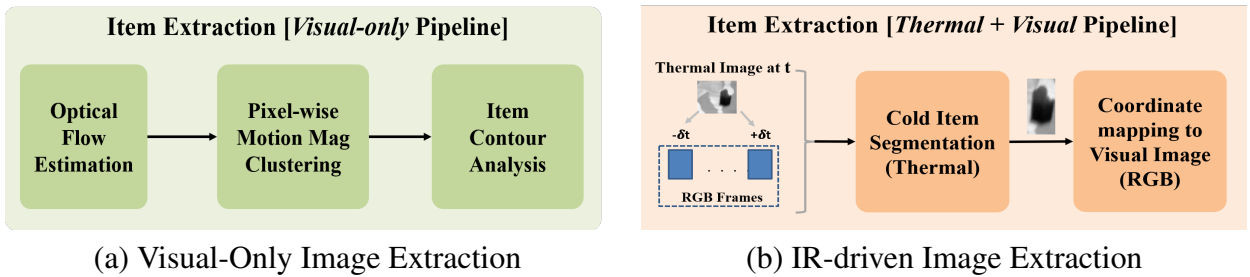 Item Extraction [Visual-only Pipeline]
Optical
Flow
Estimation
Pixel-wise
Motion Mag
Clustering
Item
Contour
Analysis
(a) Visual-Only Image Extraction
Item Extraction [Thermal + Visual Pipeline]
Thermal Image at t
-δt
+δt
. . .
RGB Frames
Cold Item
Segmentation
(Thermal)
Coordinate
mapping to
Visual Image
(RGB)
(b) IR-driven Image Extraction